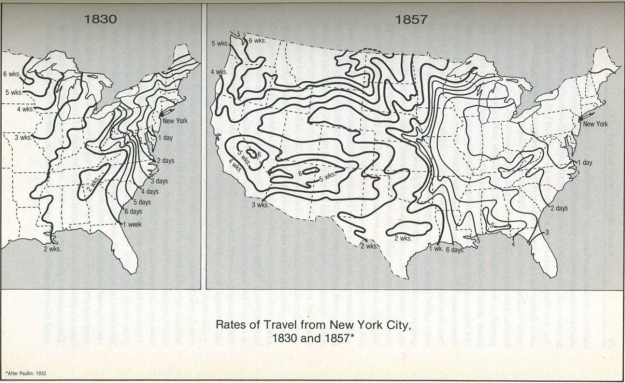 1830
6 wks.
5 wks.
4 wks.
3 wks.
2 wks.
2 wks.
New York
1 day
2 days
3 days
4 days
5 days
6 days
1 week
1857
5 wks.
6 wks.
4 wks.
4 wks.
6
6
5 wks.
3 wks.
2 wks.
2 wks.
1 wk.
6 days
5
4
3
2 days
1 day
New York
Rates of Travel from New York City,
1830 and 1857*
*After Paullin, 1932.